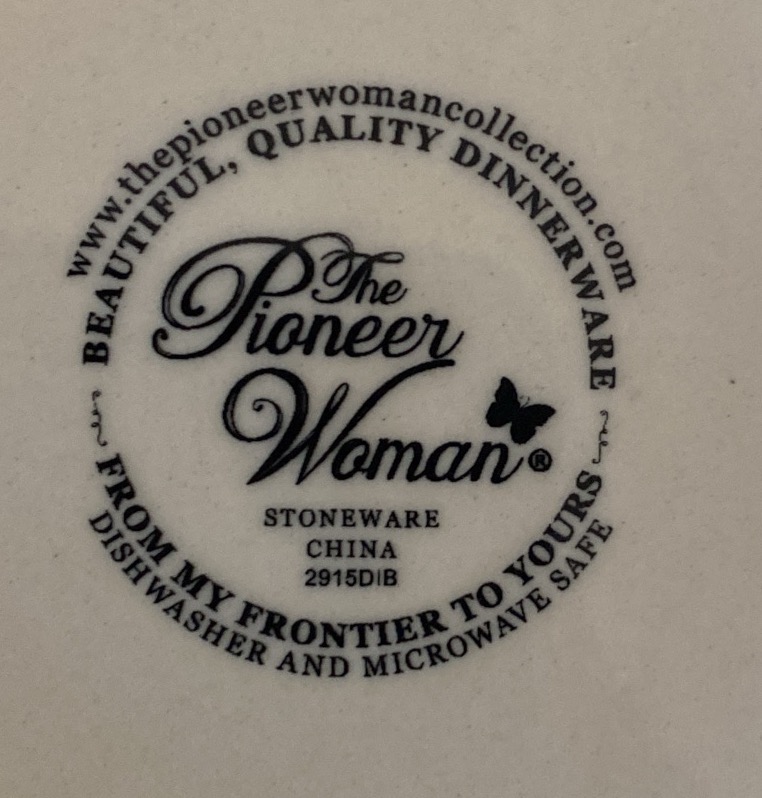 www.thepioneerwomancollection.com
BEAUTIFUL, QUALITY DINNERWARE
The
Pioneer
Woman®
STONEWARE
CHINA
2915DIB
FROM MY FRONTIER TO YOURS
DISHWASHER AND MICROWAVE SAFE